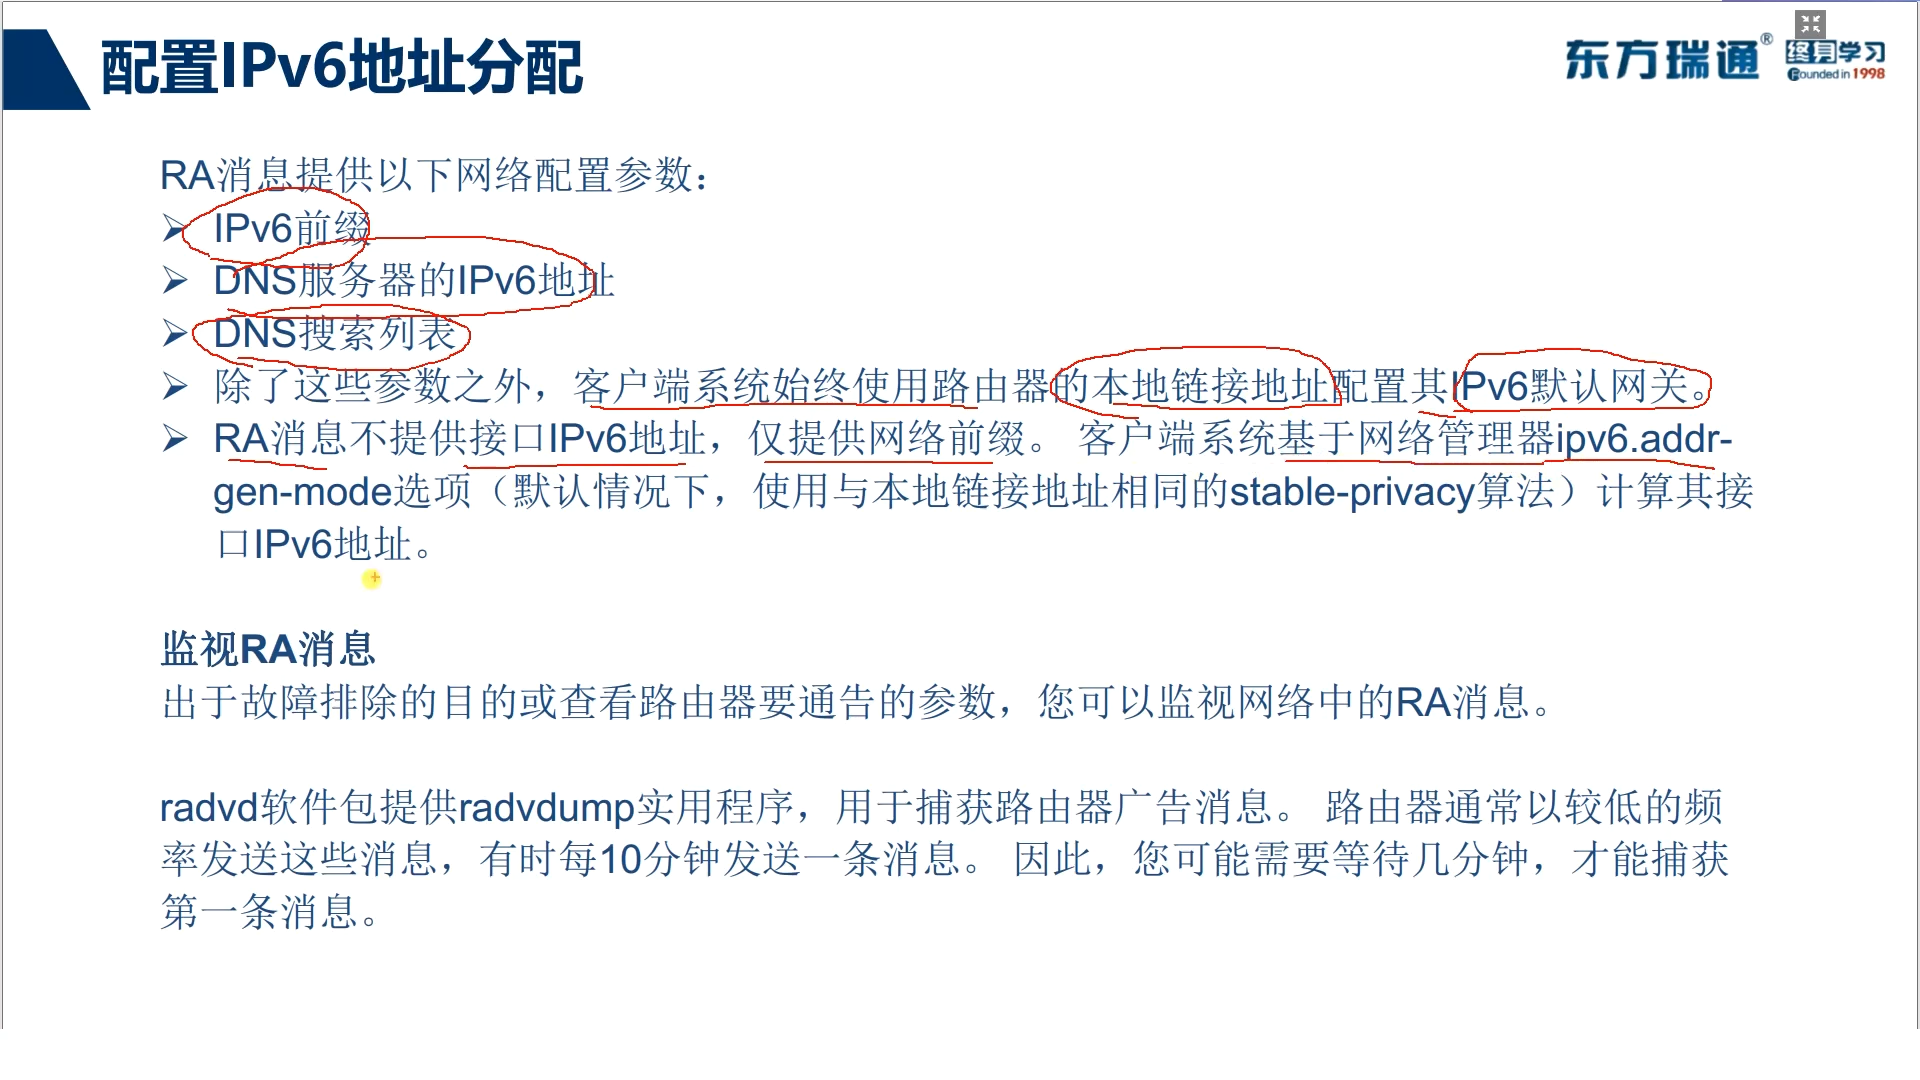 配置IPv6地址分配
东方瑞通®
终身学习
Founded in 1998
RA消息提供以下网络配置参数：
IPv6前缀
DNS服务器的IPv6地址
DNS搜索列表
除了这些参数之外，客户端系统始终使用路由器的本地链接地址配置其IPv6默认网关。
RA消息不提供接口IPv6地址，仅提供网络前缀。 客户端系统基于网络管理器ipv6.addr-
gen-mode选项（默认情况下，使用与本地链接地址相同的stable-privacy算法）计算其接
口IPv6地址。
监视RA消息
出于故障排除的目的或查看路由器要通告的参数，您可以监视网络中的RA消息。
radvd软件包提供radvdump实用程序，用于捕获路由器广告消息。 路由器通常以较低的频
率发送这些消息，有时每10分钟发送一条消息。 因此，您可能需要等待几分钟，才能捕获
第一条消息。